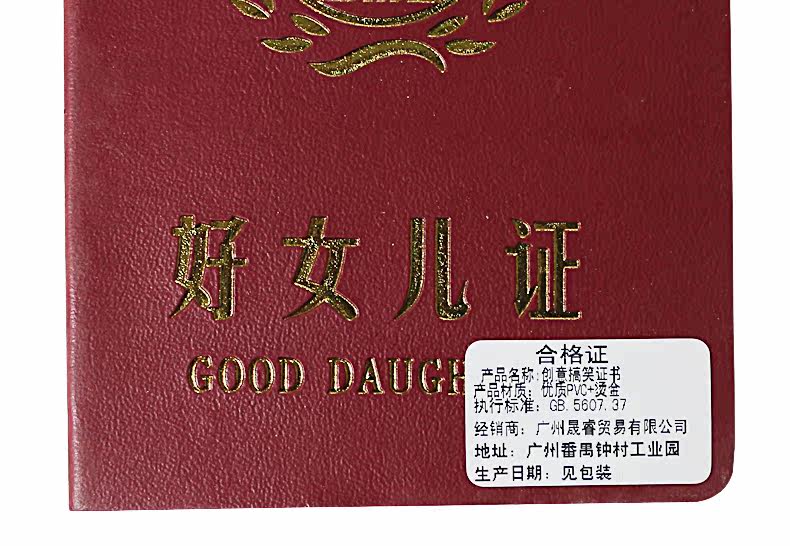 好女儿证
GOOD DAUGH
合格证
产品名称:创意搞笑证书
产品材质: 优质PVC+烫金
执行标准: GB.5607.37
经销商: 广州晟睿贸易有限公司
地址: 广州番禺钟村工业园
生产日期: 见包装